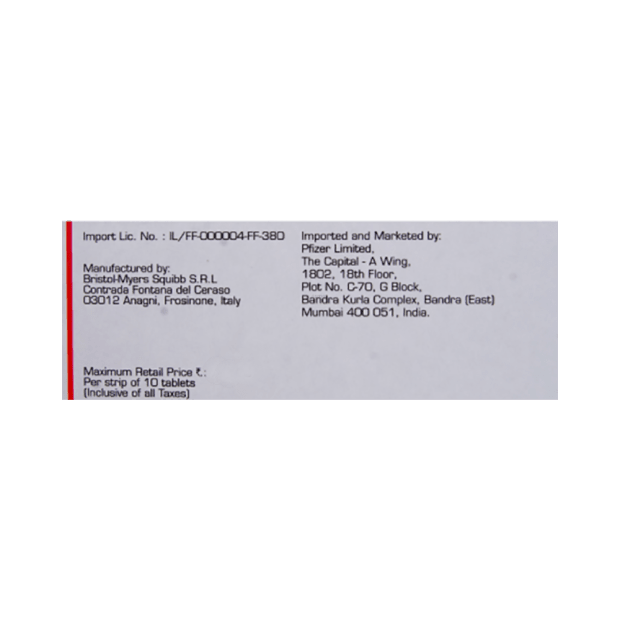 Import Lic. No. : IL/FF-000004-FF-380
Manufactured by:
Bristol-Myers Squibb S.R.L
Contrada Fontana del Ceraso
03012 Anagni, Frosinone, Italy
Maximum Retail Price ₹.:
Per strip of 10 tablets
(Inclusive of all Taxes)
Imported and Marketed by:
Pfizer Limited,
The Capital - A Wing,
1802, 18th Floor,
Plot No. C-70, G Block,
Bandra Kurla Complex, Bandra (East)
Mumbai 400 051, India.